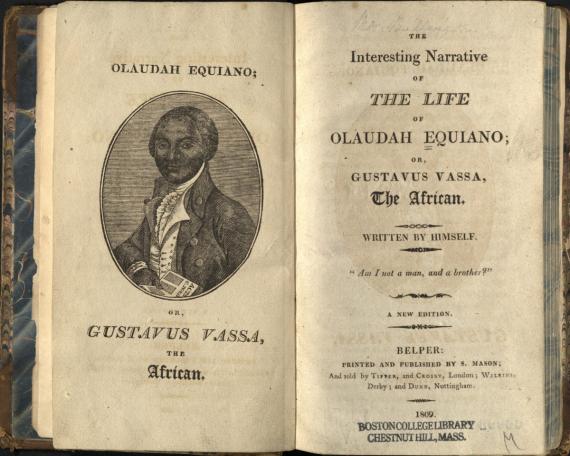 OLAUDAH EQUIANO;
OR,
GUSTAVUS VASSA,
THE
African.
THE
Interesting Narrative
OF
THE LIFE
OF
OLAUDAH EQUIANO;
OR,
GUSTAVUS VASSA,
The African.
WRITTEN BY HIMSELF.
"Am I not a man, and a brother?"
A NEW EDITION.
BELPER:
PRINTED AND PUBLISHED BY S. MASON;
And sold by TIPPER, and CROSBY, London; WILKINS,
Derby; and DUNN, Nottingham.
1809.
BOSTON COLLEGE LIBRARY
CHESTNUT HILL, MASS.
M